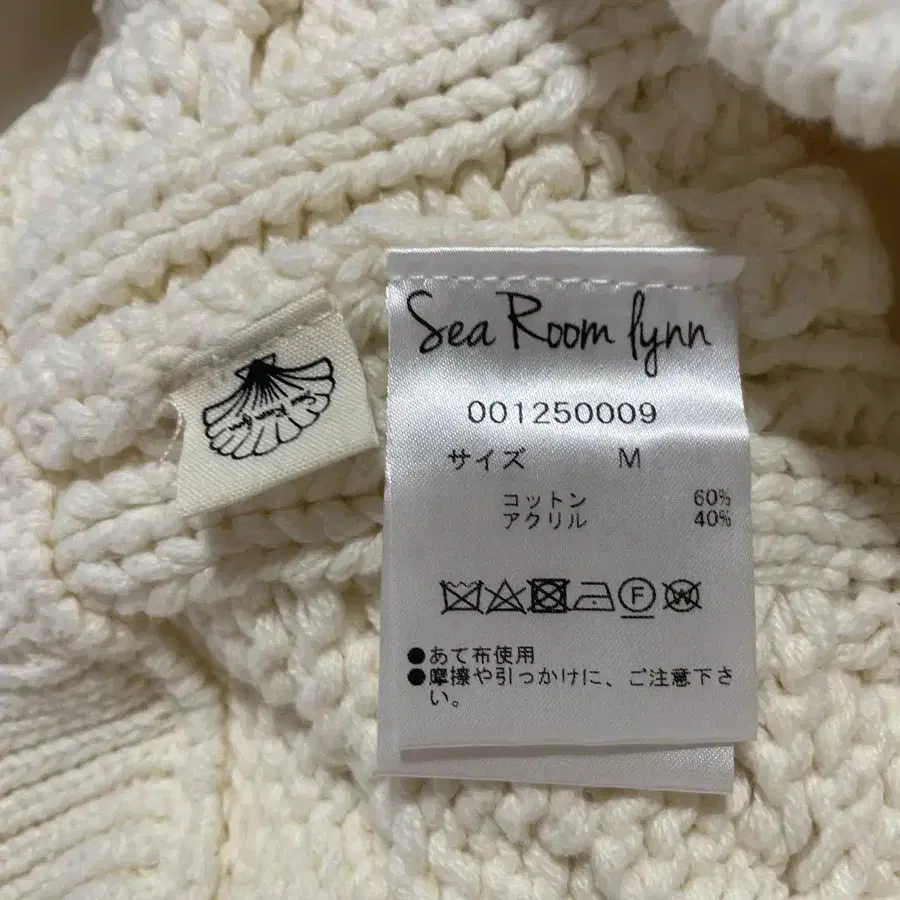 Sea Room lynn
001250009
サイズ M
コットン 60%
アクリル 40%
F
W
●あて布使用
●摩擦や引っかけに、ご注意下さ
い。